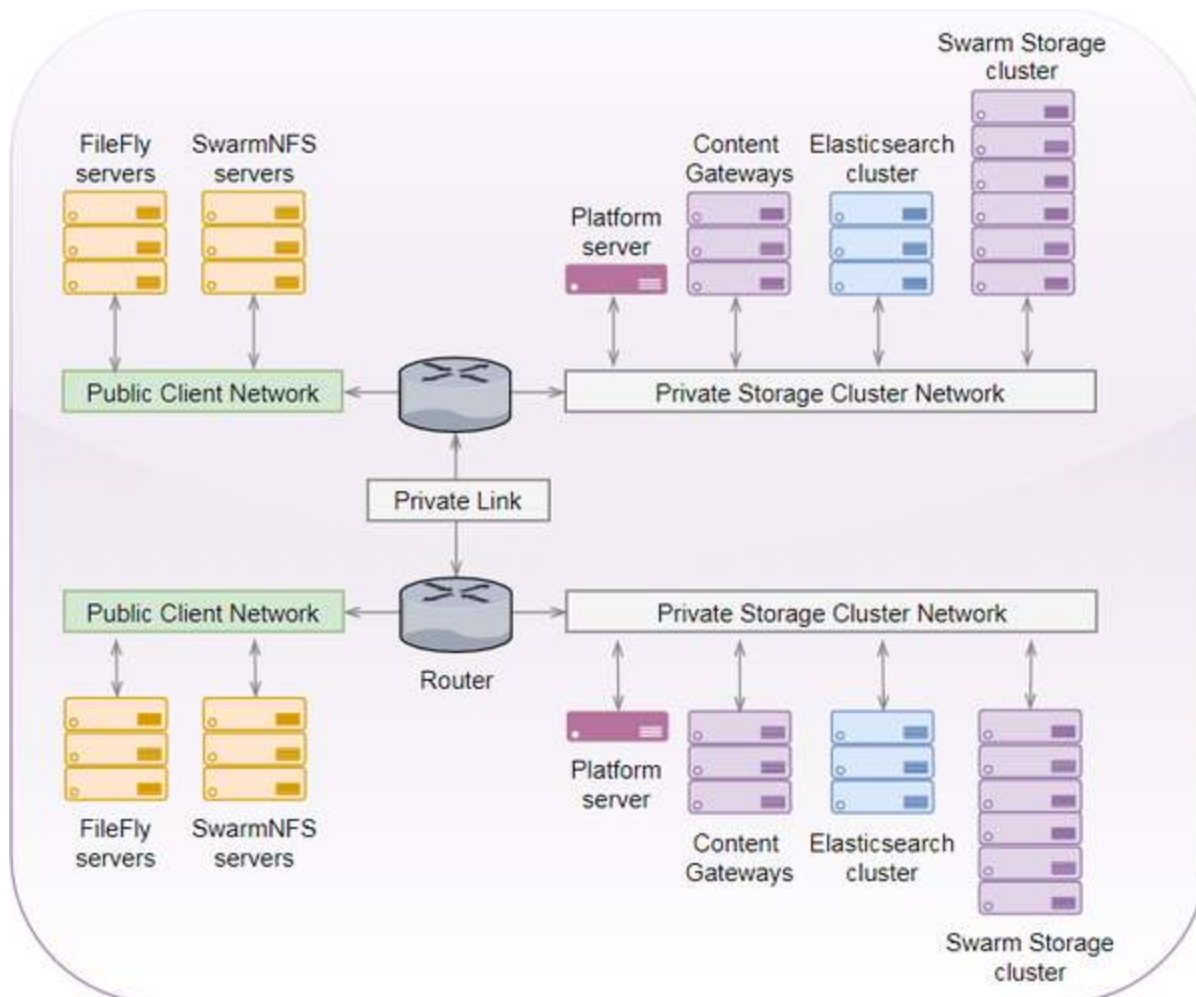 Swarm Storage
cluster
FileFly
servers
SwarmNFS
servers
Content
Gateways
Elasticsearch
cluster
Platform
server
Public Client Network
Private Storage Cluster Network
Private Link
Public Client Network
Private Storage Cluster Network
Router
Platform
server
FileFly
servers
SwarmNFS
servers
Content
Gateways
Elasticsearch
cluster
Swarm Storage
cluster